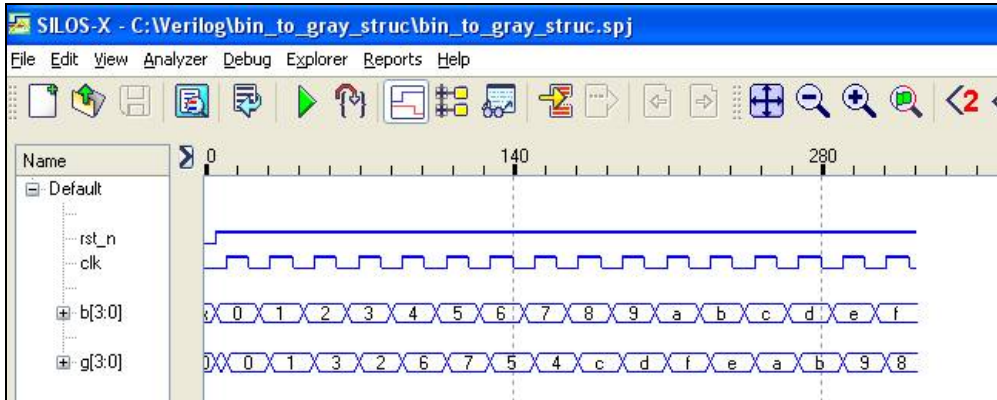 SILOS-X - C:\Verilog\bin_to_gray_struc\bin_to_gray_struc.spj
File Edit View Analyzer Debug Explorer Reports Help
<2
Name 0 140 280
Default
rst_n
clk
b[3:0] x 0 1 2 3 4 5 6 7 8 9 a b c d e f
g[3:0] 0 0 1 3 2 6 7 5 4 c d f e a b 9 8